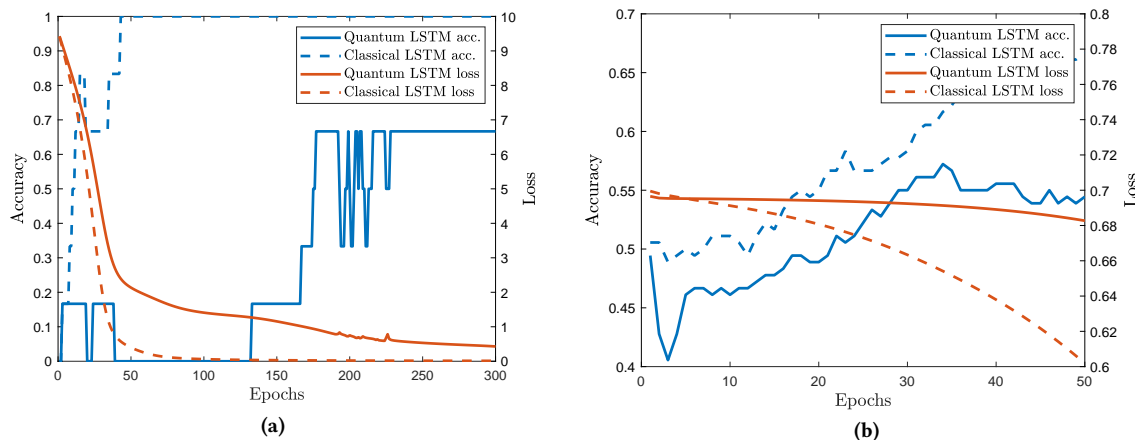 Quantum LSTM acc.
Classical LSTM acc.
Quantum LSTM loss
Classical LSTM loss
Accuracy
Loss
1
0.9
0.8
0.7
0.6
0.5
0.4
0.3
0.2
0.1
0
10
9
8
7
6
5
4
3
2
1
0
0 50 100 150 200 250 300
Epochs
(a)
Quantum LSTM acc.
Classical LSTM acc.
Quantum LSTM loss
Classical LSTM loss
Accuracy
Loss
0.7
0.65
0.6
0.55
0.5
0.45
0.4
0.8
0.78
0.76
0.74
0.72
0.70
0.68
0.66
0.64
0.62
0.6
0 10 20 30 40 50
Epochs
(b)